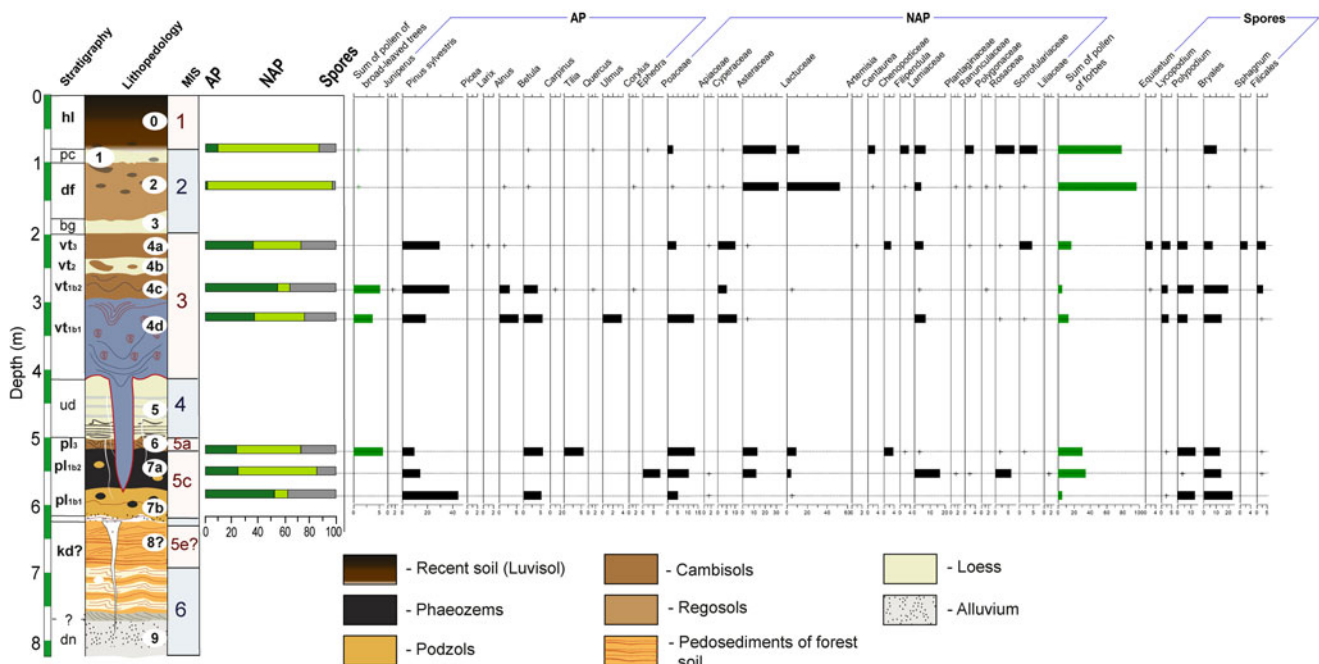 AP
NAP
Spores
Stratigraphy
Lithopedology
MIS
AP
NAP
Spores
Sum of pollen of
broad-leaved trees
Juniperus
Pinus sylvestris
Picea
Larix
Alnus
Betula
Carpinus
Tilia
Quercus
Ulmus
Corylus
Ephedra
Poaceae
Apiaceae
Cyperaceae
Asteraceae
Lactuceae
Artemisia
Centaurea
Chenopodiceae
Filipendula
Lamiaceae
Plantaginaceae
Ranunculaceae
Polygonaceae
Rosaceae
Schrofulariaceae
Liliaceae
Sum of pollen
of forbes
Equisetum
Lycopodium
Polypodium
Bryales
Sphagnum
Filicales
Depth (m)
0
1
2
3
4
5
6
7
8
hl
pc
df
bg
vt3
vt2
vt1b2
vt1b1
ud
pl3
pl1b2
pl1b1
kd?
?
dn
0
1
2
3
4a
4b
4c
4d
5
6
7a
7b
8?
9
1
2
3
4
5a
5c
5e?
6
0 20 40 60 80 100
- Recent soil (Luvisol)
- Phaeozems
- Podzols
- Cambisols
- Regosols
- Pedosediments of forest
soil
- Loess
- Alluvium